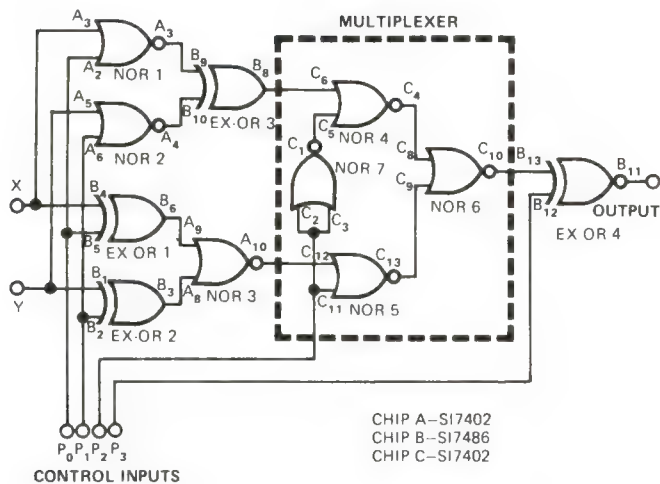 MULTIPLEXER
A3
A3
A2
NOR 1
B9
B8
B10
EX-OR 3
A5
A6
A4
NOR 2
C6
C4
C5
NOR 4
C1
NOR 7
C8
C10
C9
NOR 6
B13
B11
B12
OUTPUT
EX OR 4
X
B4
B6
B5
EX OR 1
C2 C3
A9
A10
A8
NOR 3
C12
C13
C11
NOR 5
Y
B1
B3
B2
EX-OR 2
P0 P1 P2 P3
CONTROL INPUTS
CHIP A–SI7402
CHIP B–SI7486
CHIP C–SI7402